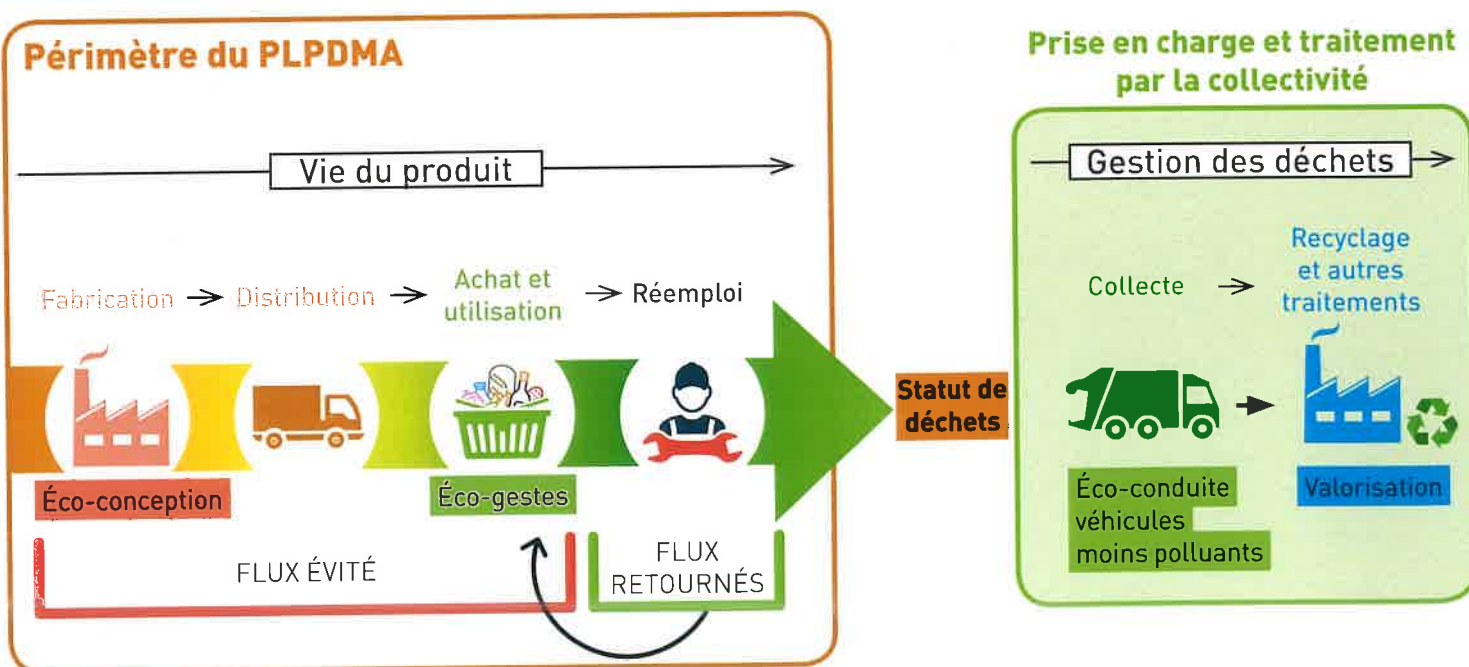 Périmètre du PLPDMA
Vie du produit
Fabrication
Distribution
Achat et
utilisation
Réemploi
Éco-conception
Éco-gestes
FLUX ÉVITÉ
FLUX
RETOURNÉS
Statut de
déchets
Prise en charge et traitement
par la collectivité
Gestion des déchets
Collecte
Recyclage
et autres
traitements
Éco-conduite
véhicules
moins polluants
Valorisation